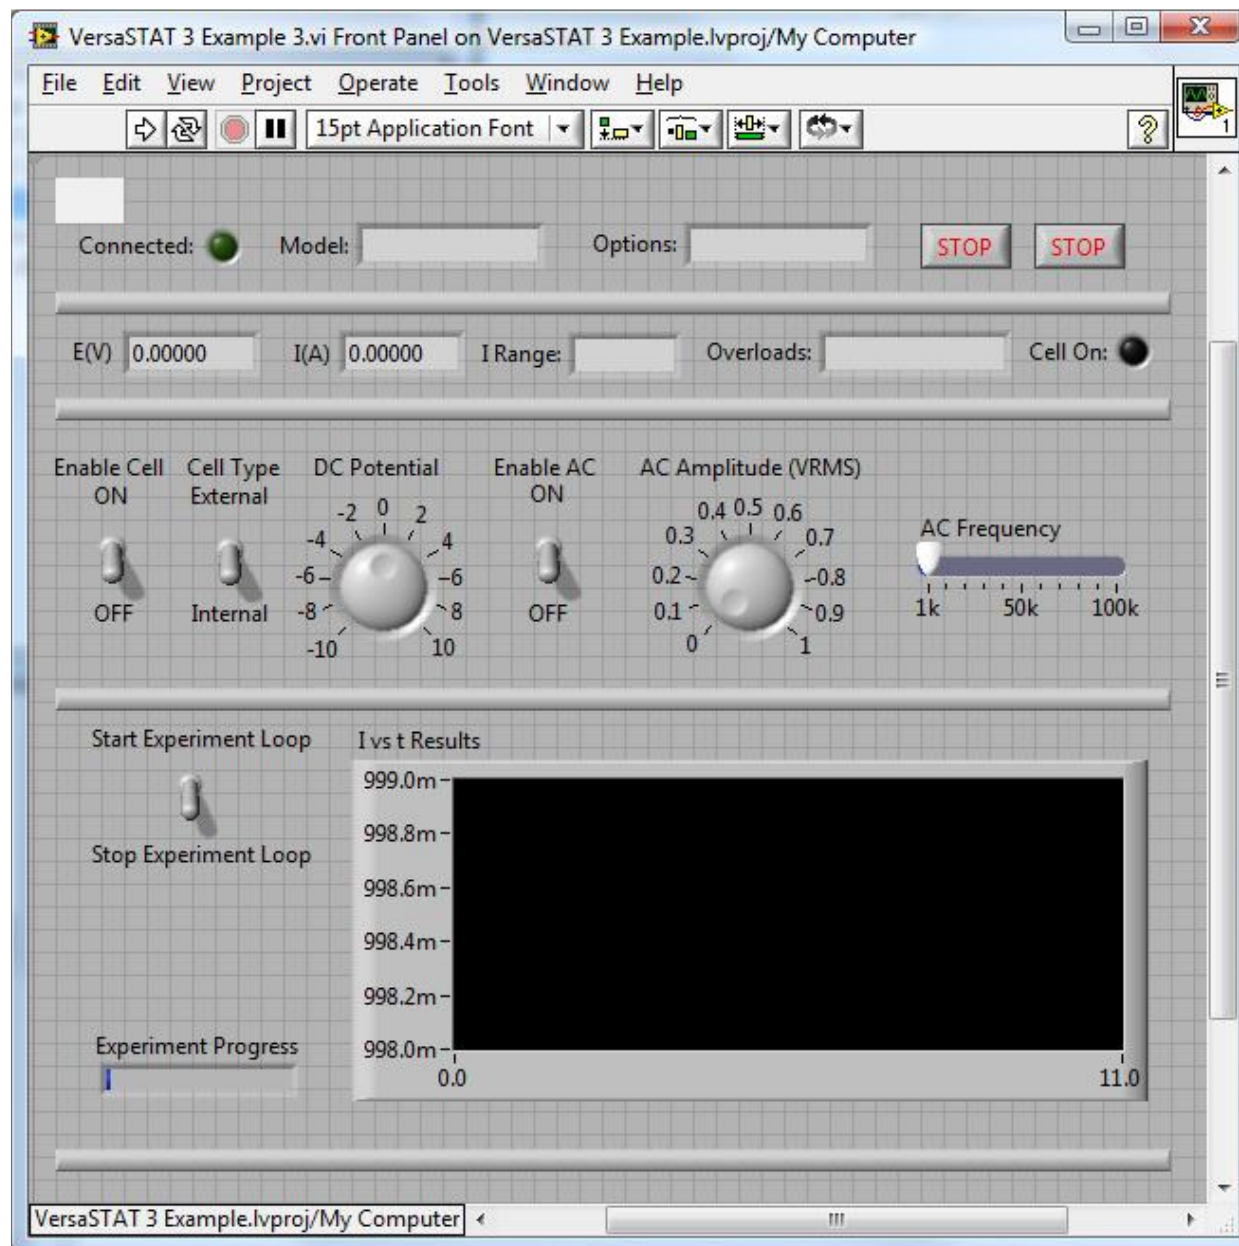 VersaSTAT 3 Example 3.vi Front Panel on VersaSTAT 3 Example.lvproj/My Computer
File Edit View Project Operate Tools Window Help
15pt Application Font
1
Connected: Model: Options: STOP STOP
E(V) 0.00000 I(A) 0.00000 I Range: Overloads: Cell On:
Enable Cell Cell Type DC Potential Enable AC AC Amplitude (VRMS)
ON External ON
-10 -8 -6 -4 -2 0 2 4 6 8 10
0 0.1 0.2 0.3 0.4 0.5 0.6 0.7 0.8 0.9 1
AC Frequency
1k 50k 100k
OFF Internal OFF
Start Experiment Loop
Stop Experiment Loop
I vs t Results
999.0m
998.8m
998.6m
998.4m
998.2m
998.0m
0.0 11.0
Experiment Progress
VersaSTAT 3 Example.lvproj/My Computer